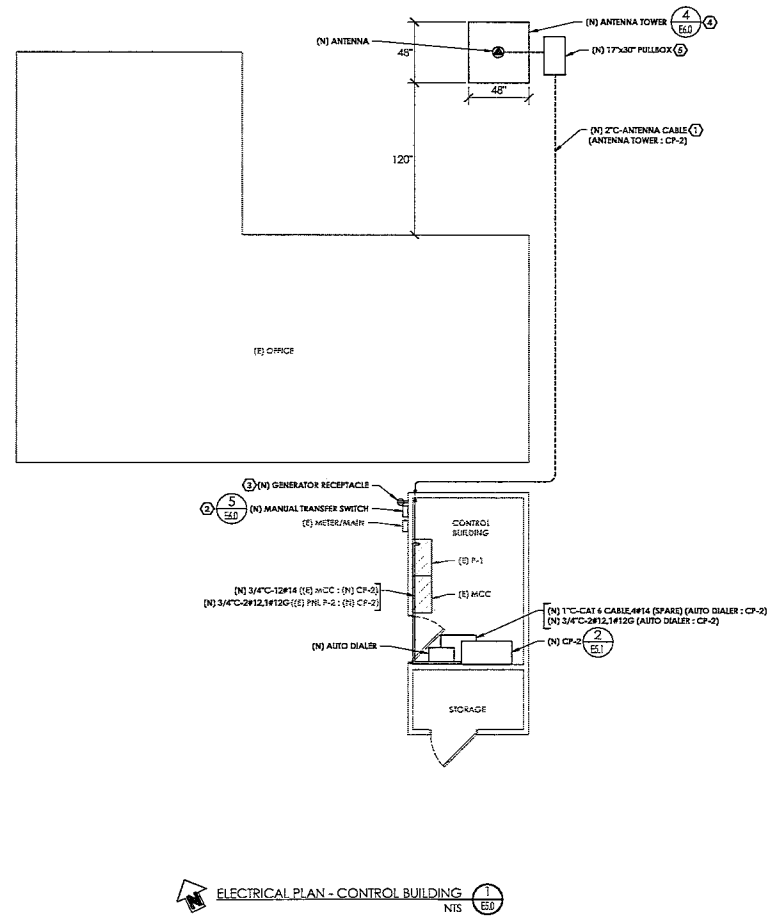 (N) ANTENNA TOWER
4
E6.0
4
(N) ANTENNA
48"
(N) 17"x30" PULLBOX
5
48"
(N) 2"C-ANTENNA CABLE
1
(ANTENNA TOWER : CP-2)
120"
(E) OFFICE
3
(N) GENERATOR RECEPTACLE
2
5
E6.0
(N) MANUAL TRANSFER SWITCH
(E) METER/MAIN
CONTROL
BUILDING
(E) P-1
(E) MCC
(N) 3/4"C-12#14 ((E) MCC : (N) CP-2)
(N) 3/4"C-2#12,1#12G ((E) PNL P-2 : (N) CP-2)
(N) 1"C-CAT 6 CABLE,4#14 (SPARE) (AUTO DIALER : CP-2)
(N) 3/4"C-2#12,1#12G (AUTO DIALER : CP-2)
(N) AUTO DIALER
(N) CP-2
2
E6.1
STORAGE
N
ELECTRICAL PLAN - CONTROL BUILDING
NTS
1
E5.0